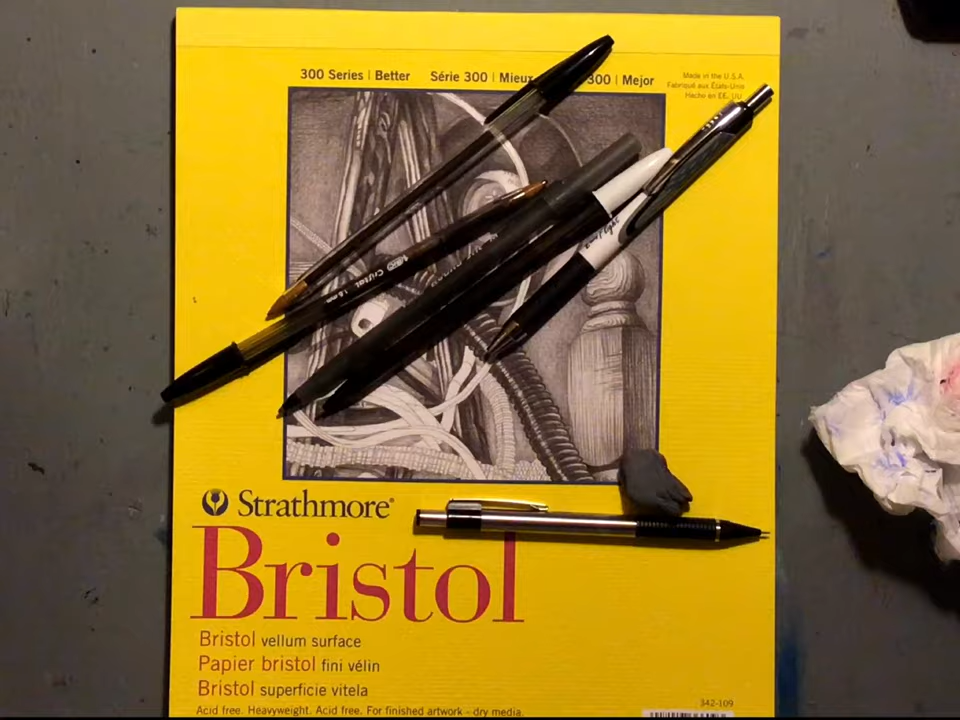 300 Series | Better Série 300 | Mieux 300 | Mejor
Made in the U.S.A.
Fabriqué aux États-Unis
Hecho en EE. UU.
BIC Cristal
Strathmore®
Bristol
Bristol vellum surface
Papier bristol fini vélin
Bristol superficie vitela
Acid free. Heavyweight. Acid free. For finished artwork - dry media.
342-109